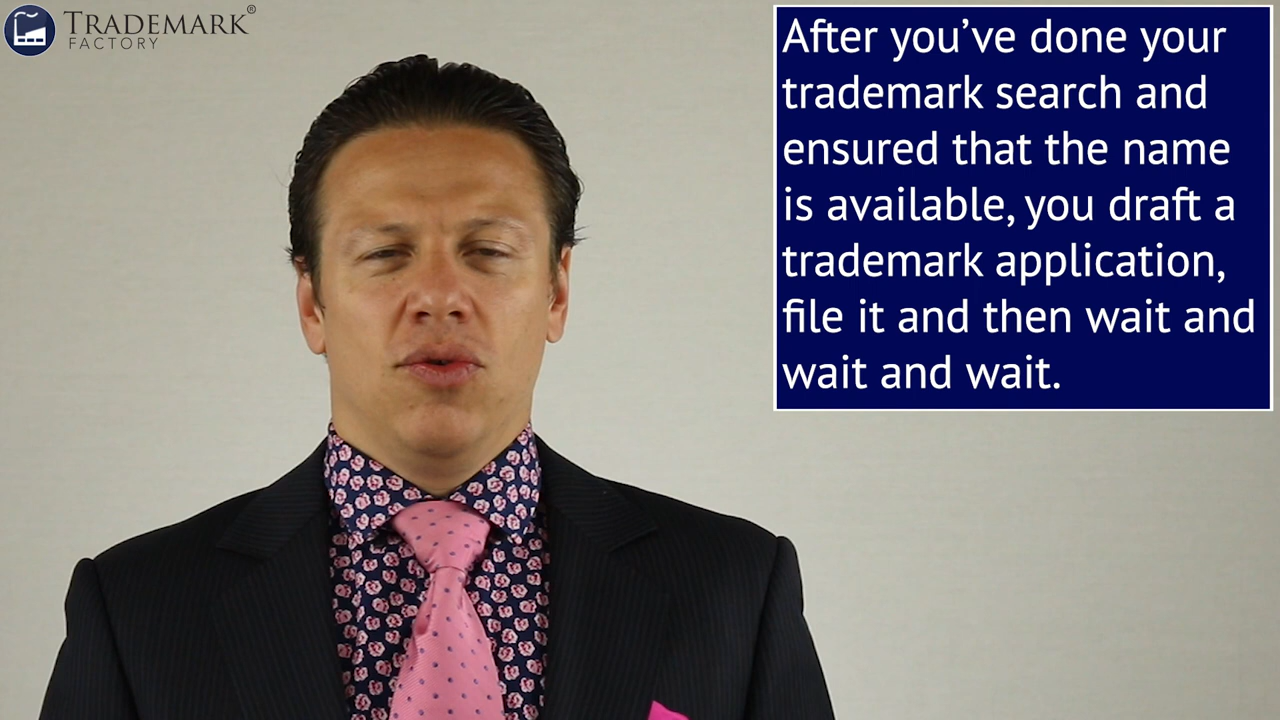 TRADEMARK®
FACTORY
After you’ve done your
trademark search and
ensured that the name
is available, you draft a
trademark application,
file it and then wait and
wait and wait.